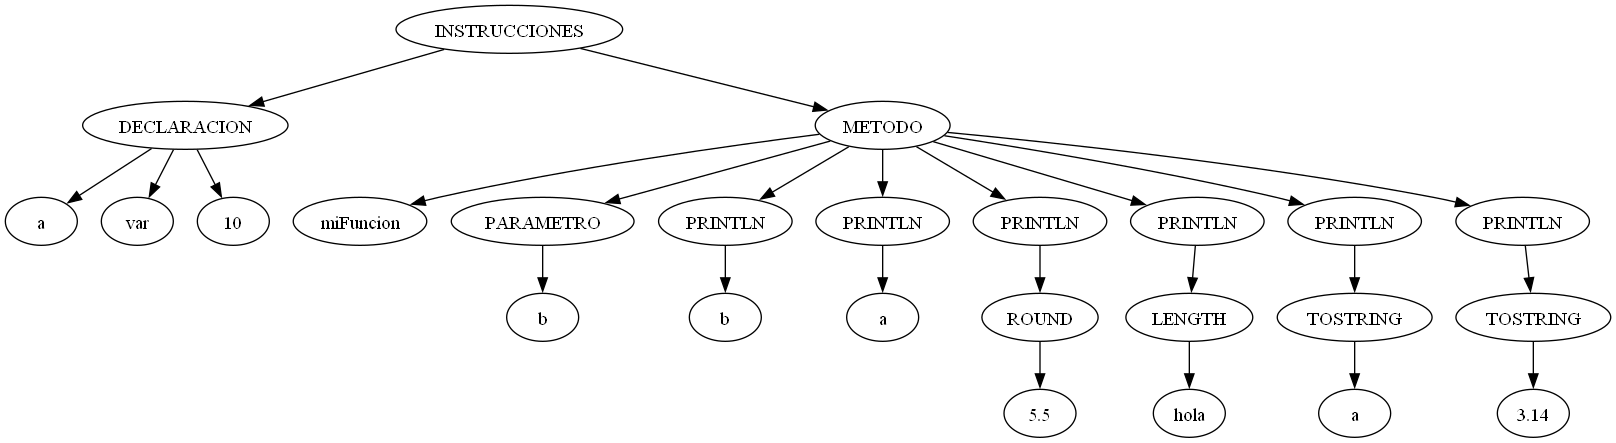 INSTRUCCIONES
DECLARACION
METODO
a
var
10
miFuncion
PARAMETRO
PRINTLN
PRINTLN
PRINTLN
PRINTLN
PRINTLN
PRINTLN
b
b
a
ROUND
LENGTH
TOSTRING
TOSTRING
5.5
hola
a
3.14